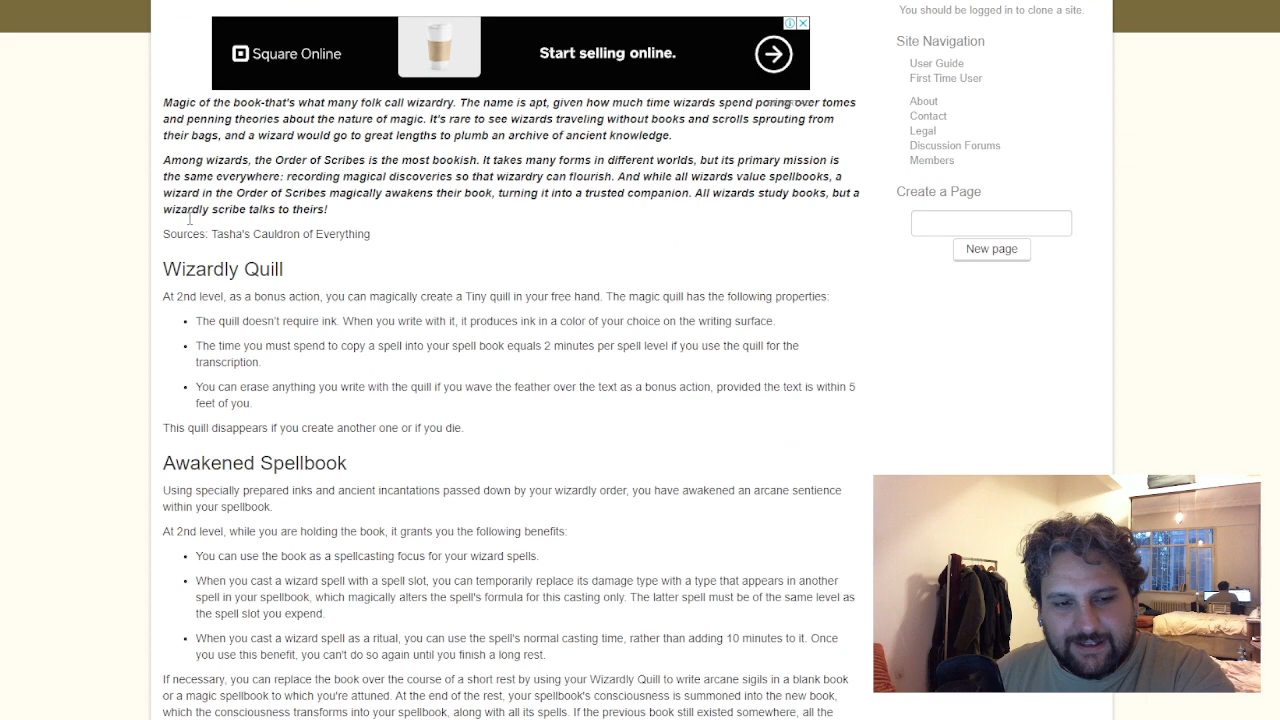 You should be logged in to clone a site.
Square Online
Start selling online.
Magic of the book-that's what many folk call wizardry. The name is apt, given how much time wizards spend poring over tomes
and penning theories about the nature of magic. It's rare to see wizards traveling without books and scrolls sprouting from
their bags, and a wizard would go to great lengths to plumb an archive of ancient knowledge.
Among wizards, the Order of Scribes is the most bookish. It takes many forms in different worlds, but its primary mission is
the same everywhere: recording magical discoveries so that wizardry can flourish. And while all wizards value spellbooks, a
wizard in the Order of Scribes magically awakens their book, turning it into a trusted companion. All wizards study books, but a
wizardly scribe talks to theirs!
Sources: Tasha's Cauldron of Everything
Wizardly Quill
At 2nd level, as a bonus action, you can magically create a Tiny quill in your free hand. The magic quill has the following properties:
• The quill doesn't require ink. When you write with it, it produces ink in a color of your choice on the writing surface.
• The time you must spend to copy a spell into your spell book equals 2 minutes per spell level if you use the quill for the
transcription.
• You can erase anything you write with the quill if you wave the feather over the text as a bonus action, provided the text is within 5
feet of you.
This quill disappears if you create another one or if you die.
Awakened Spellbook
Using specially prepared inks and ancient incantations passed down by your wizardly order, you have awakened an arcane sentience
within your spellbook.
At 2nd level, while you are holding the book, it grants you the following benefits:
• You can use the book as a spellcasting focus for your wizard spells.
• When you cast a wizard spell with a spell slot, you can temporarily replace its damage type with a type that appears in another
spell in your spellbook, which magically alters the spell's formula for this casting only. The latter spell must be of the same level as
the spell slot you expend.
• When you cast a wizard spell as a ritual, you can use the spell's normal casting time, rather than adding 10 minutes to it. Once
you use this benefit, you can't do so again until you finish a long rest.
If necessary, you can replace the book over the course of a short rest by using your Wizardly Quill to write arcane sigils in a blank book
or a magic spellbook to which you're attuned. At the end of the rest, your spellbook's consciousness is summoned into the new book,
which the consciousness transforms into your spellbook, along with all its spells. If the previous book still existed somewhere, all the
Site Navigation
User Guide
First Time User
About
Contact
Legal
Discussion Forums
Members
Create a Page
New page